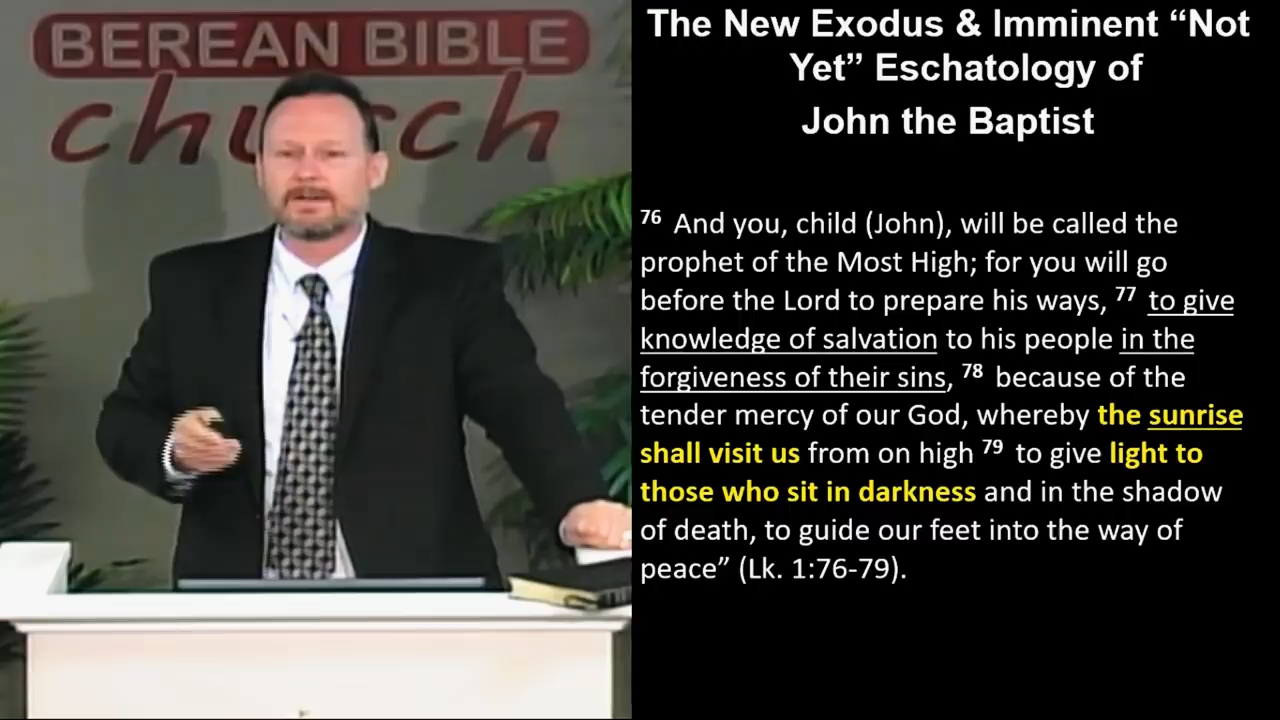 BEREAN BIBLE
church
The New Exodus & Imminent “Not
Yet” Eschatology of
John the Baptist
⁷⁶ And you, child (John), will be called the
prophet of the Most High; for you will go
before the Lord to prepare his ways, ⁷⁷ to give
knowledge of salvation to his people in the
forgiveness of their sins, ⁷⁸ because of the
tender mercy of our God, whereby the sunrise
shall visit us from on high ⁷⁹ to give light to
those who sit in darkness and in the shadow
of death, to guide our feet into the way of
peace” (Lk. 1:76-79).